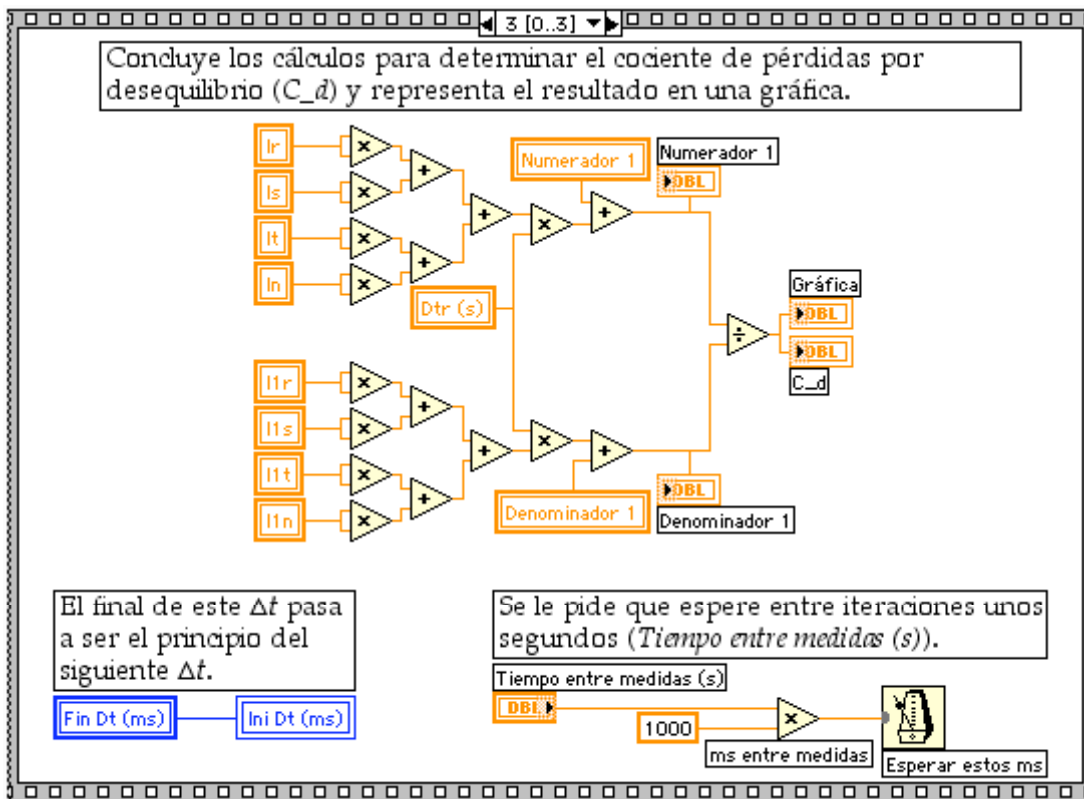 3 [0..3]
Concluye los cálculos para determinar el cociente de pérdidas por
desequilibrio (C_d) y representa el resultado en una gráfica.
Ir
Is
It
In
Numerador 1
Numerador 1
DBL
Dtr (s)
Gráfica
DBL
DBL
C_d
I1r
I1s
I1t
I1n
Denominador 1
DBL
Denominador 1
El final de este Δt pasa
a ser el principio del
siguiente Δt.
Fin Dt (ms)
Ini Dt (ms)
Se le pide que espere entre iteraciones unos
segundos (Tiempo entre medidas (s)).
Tiempo entre medidas (s)
DBL
1000
ms entre medidas
Esperar estos ms